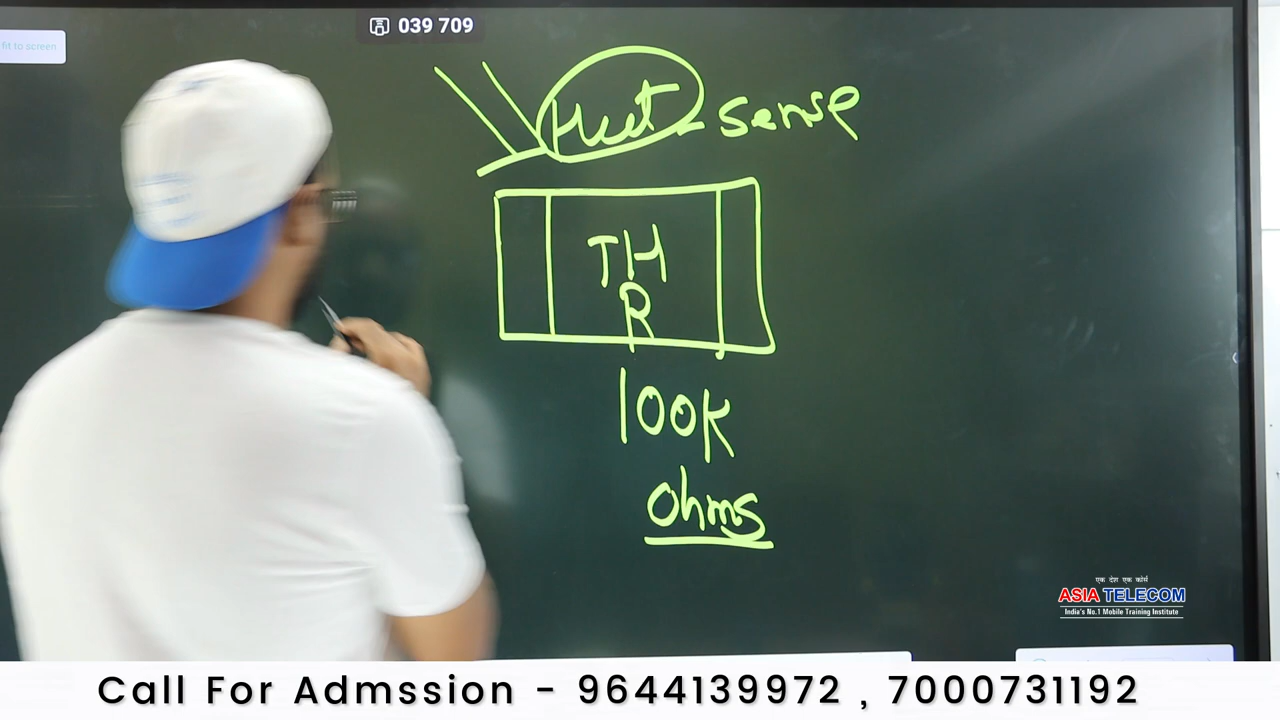 fit to screen
039 709
Heat - sense
TH
R
100K
ohms
एक देश एक कोर्स
ASIA TELECOM
India's No.1 Mobile Training Institute
Call For Admssion - 9644139972 , 7000731192